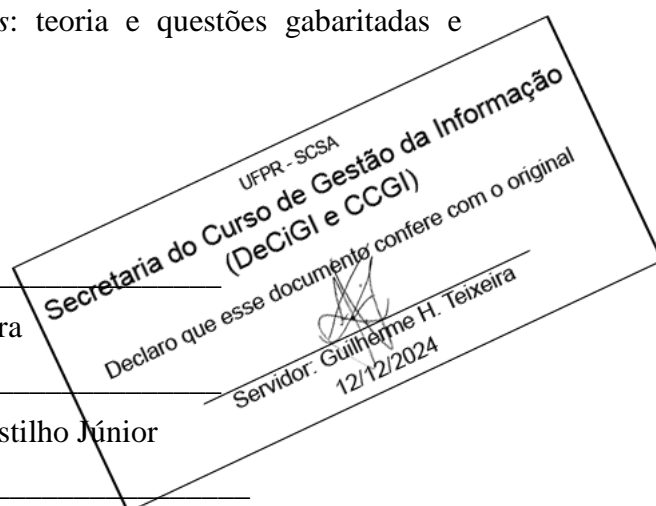 s: teoria e questões gabaritadas e
UFPR - SCSA
Secretaria do Curso de Gestão da Informação
(DeCiGI e CCGI)
Declaro que esse documento confere com o original
Servidor: Guilherme H. Teixeira
12/12/2024
ra
stilho Júnior